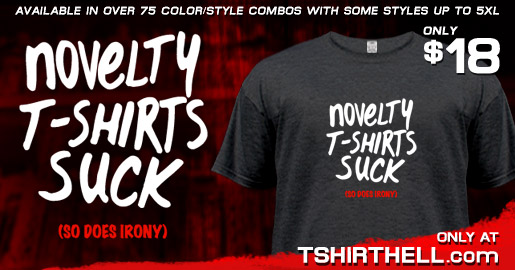 AVAILABLE IN OVER 75 COLOR/STYLE COMBOS WITH SOME STYLES UP TO 5XL
NOVELTY
T-SHIRTS
SUCK
(SO DOES IRONY)
ONLY
$18
NOVELTY
T-SHIRTS
SUCK
(SO DOES IRONY)
ONLY AT
TSHIRTHELL.com